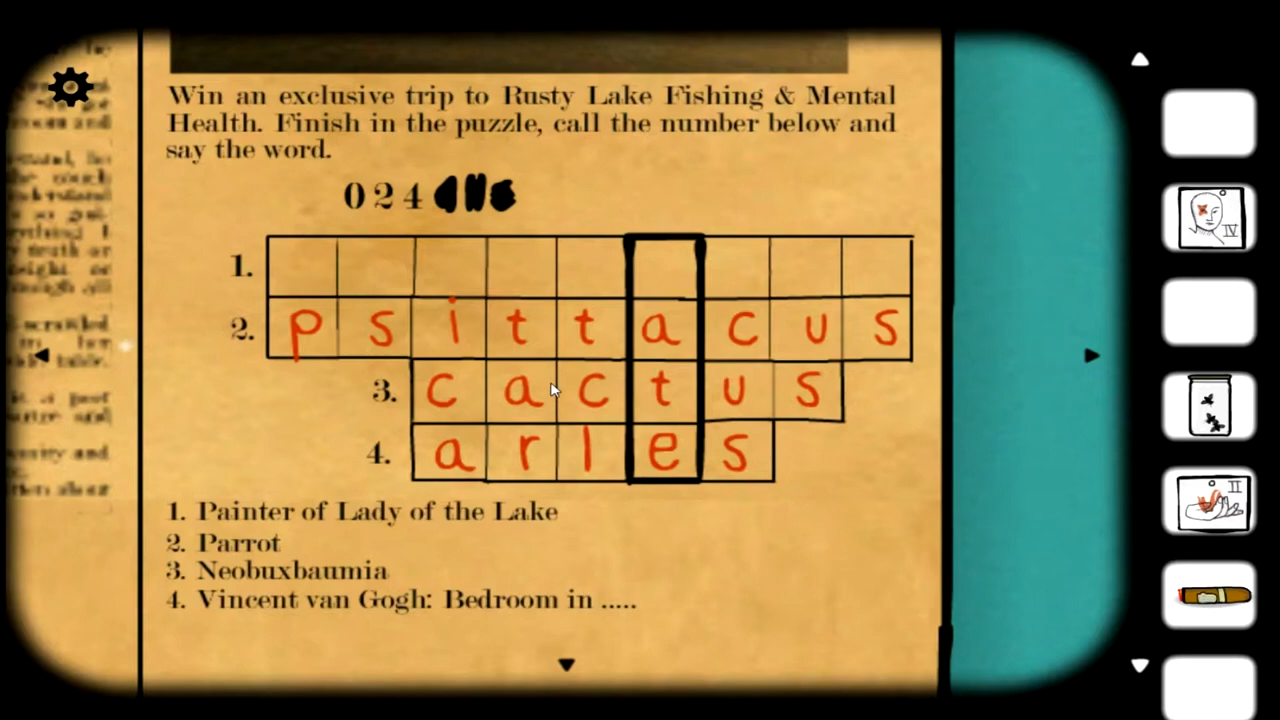 Win an exclusive trip to Rusty Lake Fishing & Mental
Health. Finish in the puzzle, call the number below and
say the word.
024
1.
2. psittacus
3. cactus
4. arles
1. Painter of Lady of the Lake
2. Parrot
3. Neobuxbaumia
4. Vincent van Gogh: Bedroom in .....
IV
II